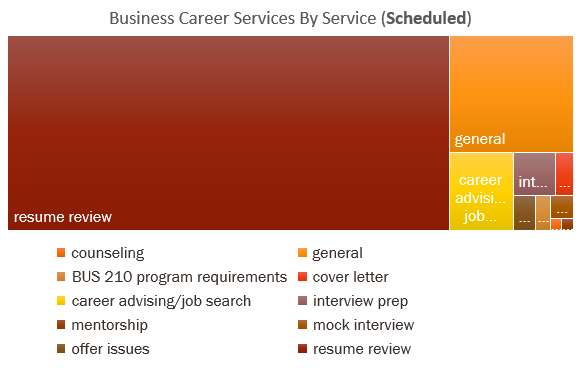 Business Career Services By Service (Scheduled)
resume review
general
career
advisi...
job...
int...
...
...
...
...
counseling
general
BUS 210 program requirements
cover letter
career advising/job search
interview prep
mentorship
mock interview
offer issues
resume review